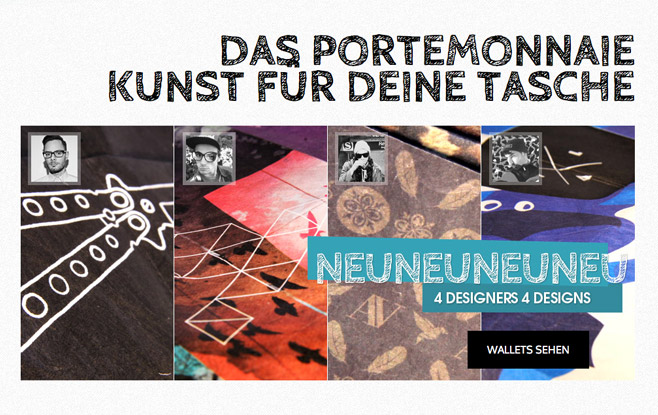 DAS PORTEMONNAIE
KUNST FÜR DEINE TASCHE
NEUNEUNEUNEU
4 DESIGNERS 4 DESIGNS
WALLETS SEHEN